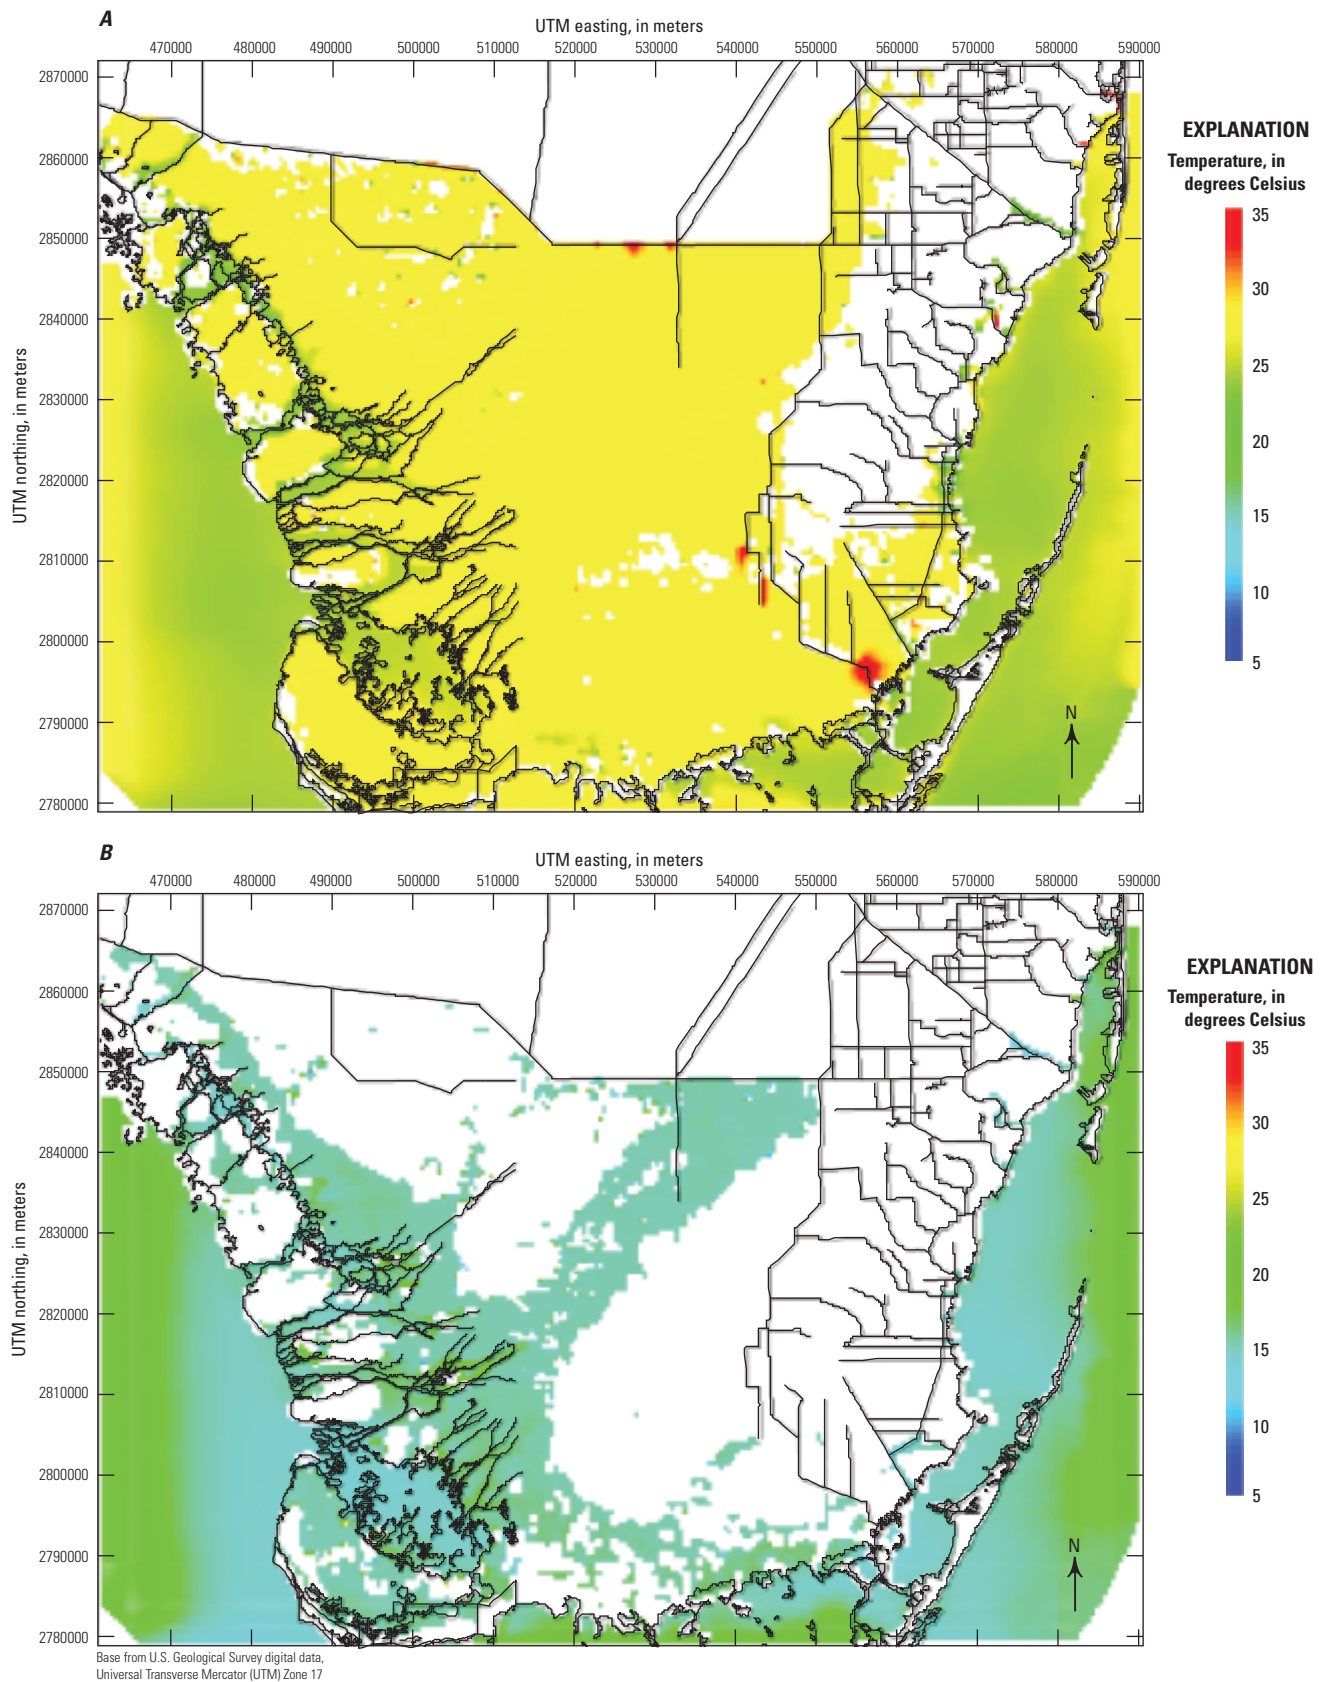 A
UTM easting, in meters
470000 480000 490000 500000 510000 520000 530000 540000 550000 560000 570000 580000 590000
2870000
2860000
2850000
2840000
2830000
2820000
2810000
2800000
2790000
2780000
UTM northing, in meters
N
EXPLANATION
Temperature, in
degrees Celsius
35
30
25
20
15
10
5
B
UTM easting, in meters
470000 480000 490000 500000 510000 520000 530000 540000 550000 560000 570000 580000 590000
2870000
2860000
2850000
2840000
2830000
2820000
2810000
2800000
2790000
2780000
UTM northing, in meters
N
EXPLANATION
Temperature, in
degrees Celsius
35
30
25
20
15
10
5
Base from U.S. Geological Survey digital data,
Universal Transverse Mercator (UTM) Zone 17